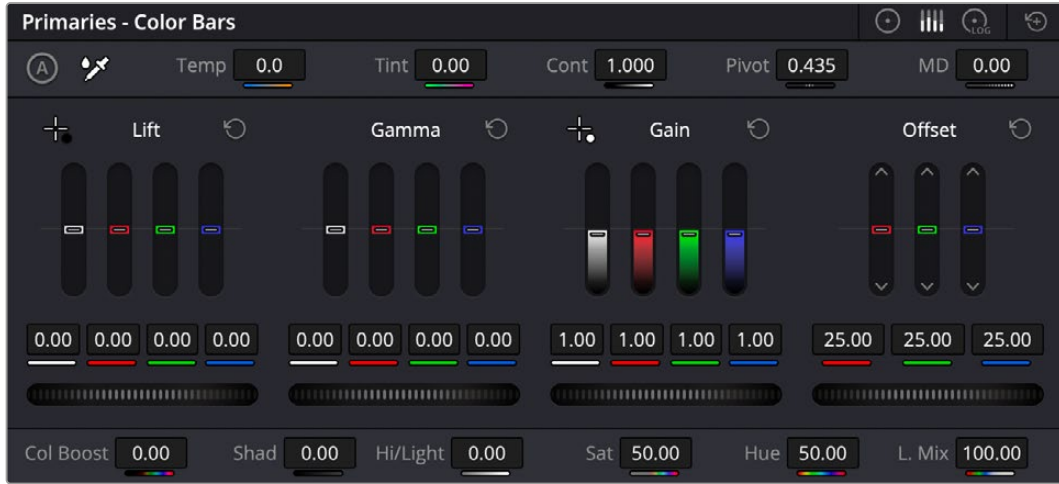 Primaries - Color Bars
LOG
A Temp 0.0 Tint 0.00 Cont 1.000 Pivot 0.435 MD 0.00
Lift Gamma Gain Offset
0.00 0.00 0.00 0.00 0.00 0.00 0.00 0.00 1.00 1.00 1.00 1.00 25.00 25.00 25.00
Col Boost 0.00 Shad 0.00 Hi/Light 0.00 Sat 50.00 Hue 50.00 L. Mix 100.00